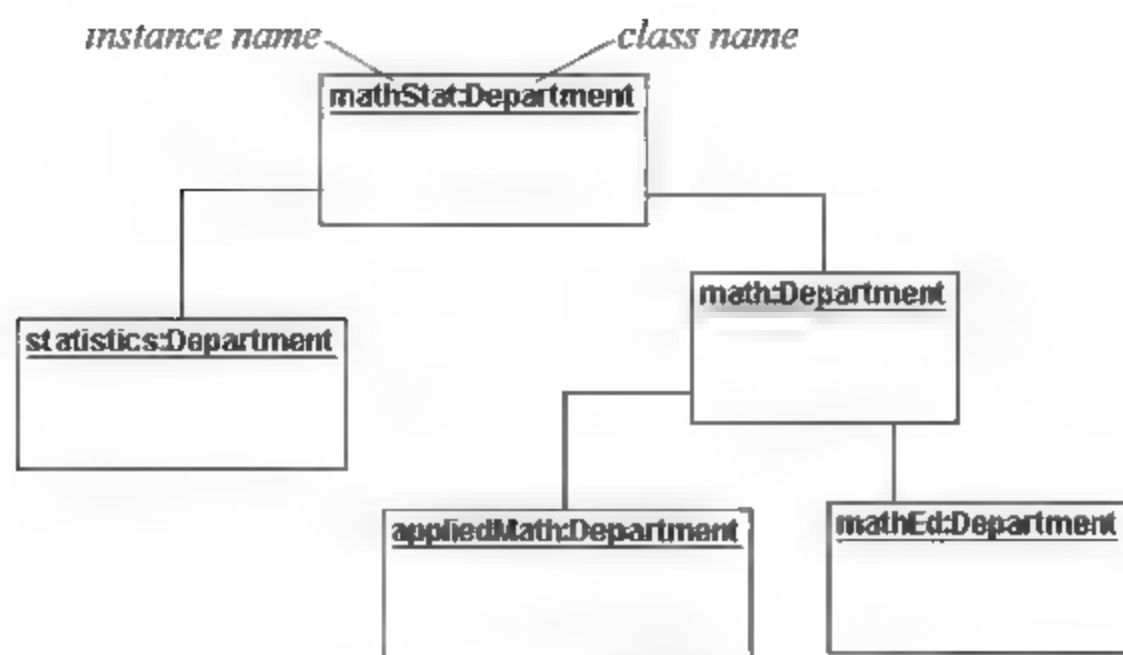 instance name class name
mathStat:Department
math:Department
statistics:Department
appliedMath:Department
mathEd:Department